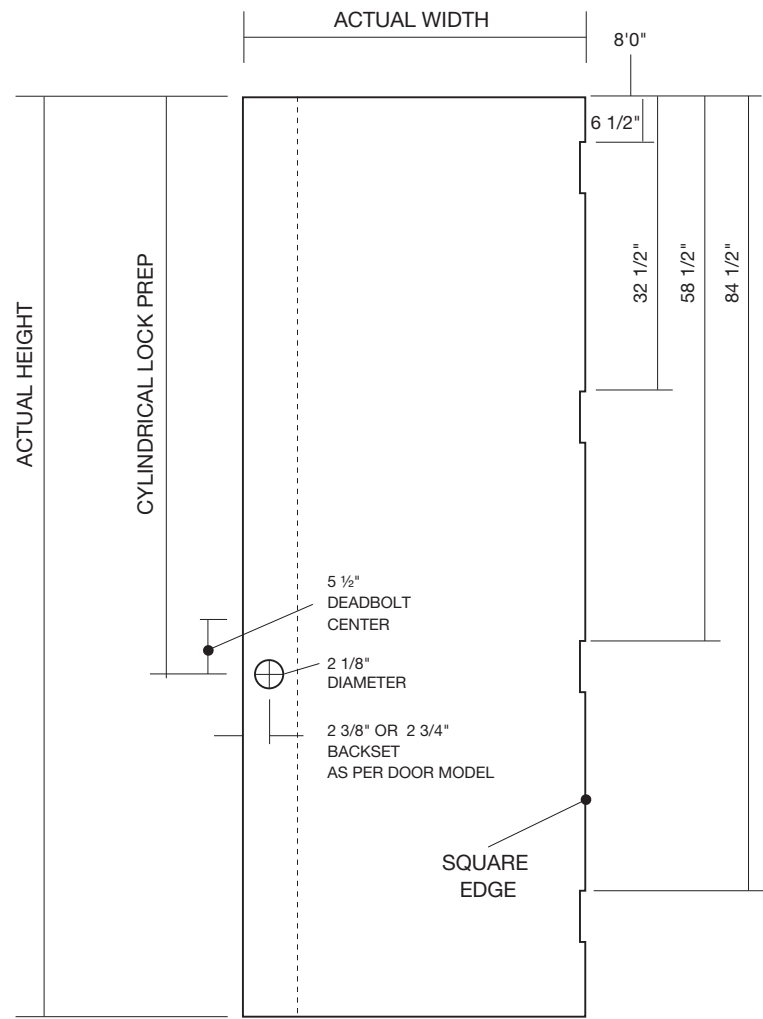 ACTUAL WIDTH
8'0"
6 1/2"
32 1/2"
58 1/2"
84 1/2"
CYLINDRICAL LOCK PREP
ACTUAL HEIGHT
5 ½"
DEADBOLT
CENTER
2 1/8"
DIAMETER
2 3/8" OR 2 3/4"
BACKSET
AS PER DOOR MODEL
SQUARE
EDGE